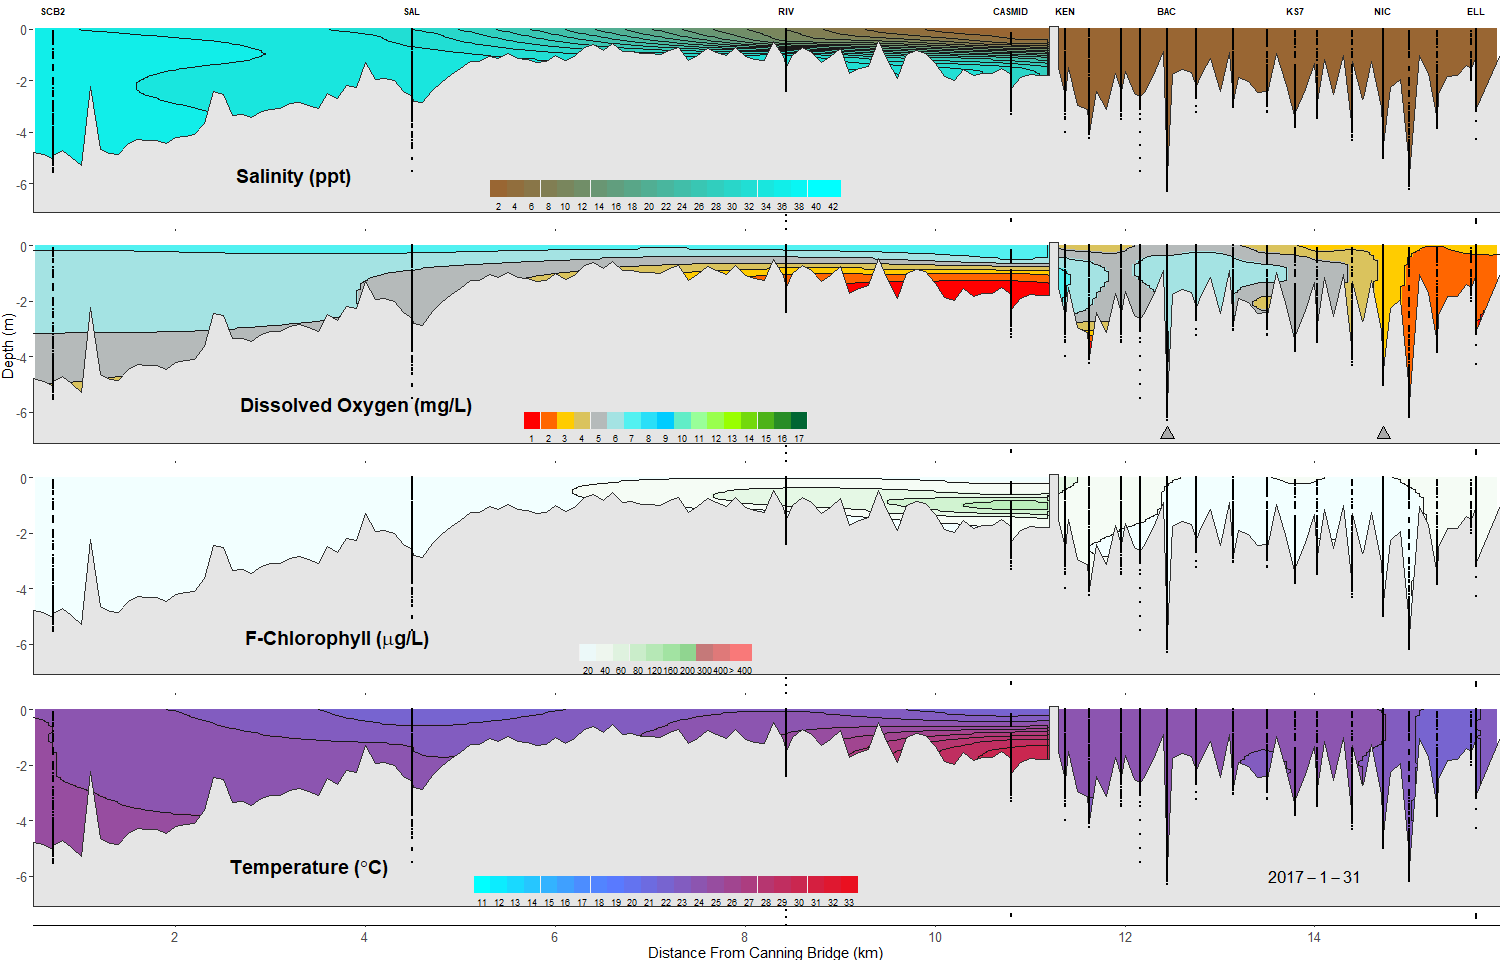 SCB2 SAL RIV CASMID KEN BAC KS7 NIC ELL
0
-2
-4
-6
Salinity (ppt)
2 4 6 8 10 12 14 16 18 20 22 24 26 28 30 32 34 36 38 40 42
0
-2
-4
-6
Depth (m)
Dissolved Oxygen (mg/L)
1 2 3 4 5 6 7 8 9 10 11 12 13 14 15 16 17
0
-2
-4
-6
F-Chlorophyll (µg/L)
20 40 60 80 120 160 200 300 400 > 400
0
-2
-4
-6
Temperature (°C)
2017 – 1 – 31
11 12 13 14 15 16 17 18 19 20 21 22 23 24 25 26 27 28 29 30 31 32 33
2 4 6 8 10 12 14
Distance From Canning Bridge (km)